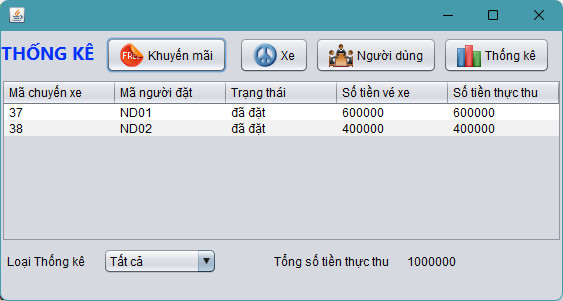 THỐNG KÊ FREE Khuyến mãi Xe Người dùng Thống kê
Mã chuyến xe Mã người đặt Trạng thái Số tiền vé xe Số tiền thực thu
37 ND01 đã đặt 600000 600000
38 ND02 đã đặt 400000 400000
Loại Thống kê Tất cả Tổng số tiền thực thu 1000000